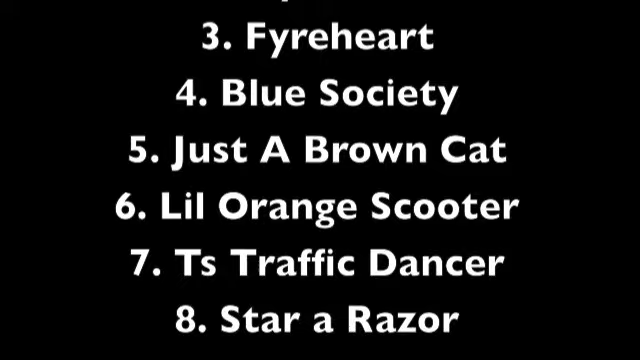 3. Fyreheart
4. Blue Society
5. Just A Brown Cat
6. Lil Orange Scooter
7. Ts Traffic Dancer
8. Star a Razor